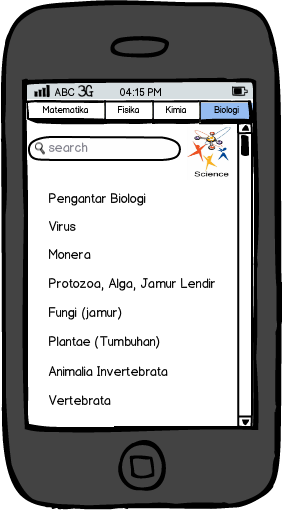 ABC 3G 04:15 PM
Matematika Fisika Kimia Biologi
search
Science
Pengantar Biologi
Virus
Monera
Protozoa, Alga, Jamur Lendir
Fungi (jamur)
Plantae (Tumbuhan)
Animalia Invertebrata
Vertebrata